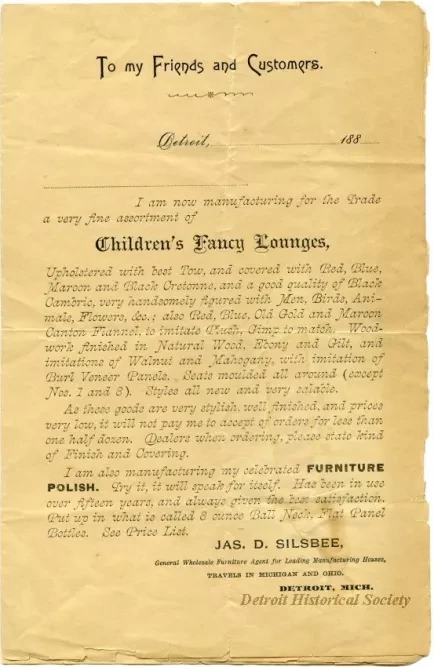 To my Friends and Customers.
Detroit, 188
I am now manufacturing for the Trade
a very fine assortment of
Children's Fancy Lounges,
Upholstered with best Tow, and covered with Red, Blue,
Maroon and Black Cretonne, and a good quality of Black
Cambric, very handsomely figured with Men, Birds, Ani-
mals, Flowers, &c.; also Red, Blue, Old Gold and Maroon
Canton Flannel, to imitate Plush, Gimp to match. Wood-
work finished in Natural Wood, Ebony and Gilt, and
imitations of Walnut and Mahogany, with imitation of
Burl Veneer Panels. Seats moulded all around (except
Nos. 1 and 3). Styles all new and very salable.
As these goods are very stylish, well finished, and prices
very low, it will not pay me to accept of orders for less than
one half dozen. Dealers when ordering, please state kind
of Finish and Covering.
I am also manufacturing my celebrated FURNITURE
POLISH. Try it, it will speak for itself. Has been in use
over fifteen years, and always given the best satisfaction.
Put up in what is called 8 ounce Ball Neck, Flat Panel
Bottles. See Price List.
JAS. D. SILSBEE,
General Wholesale Furniture Agent for Leading Manufacturing Houses,
TRAVELS IN MICHIGAN AND OHIO.
DETROIT, MICH.
Detroit Historical Society